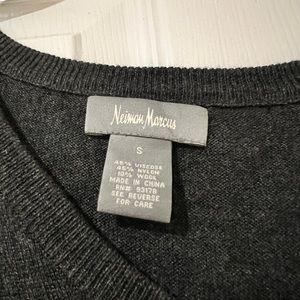 Neiman Marcus
S
45% VISCOSE
45% NYLON
10% WOOL
MADE IN CHINA
RN# 93178
SEE REVERSE
FOR CARE